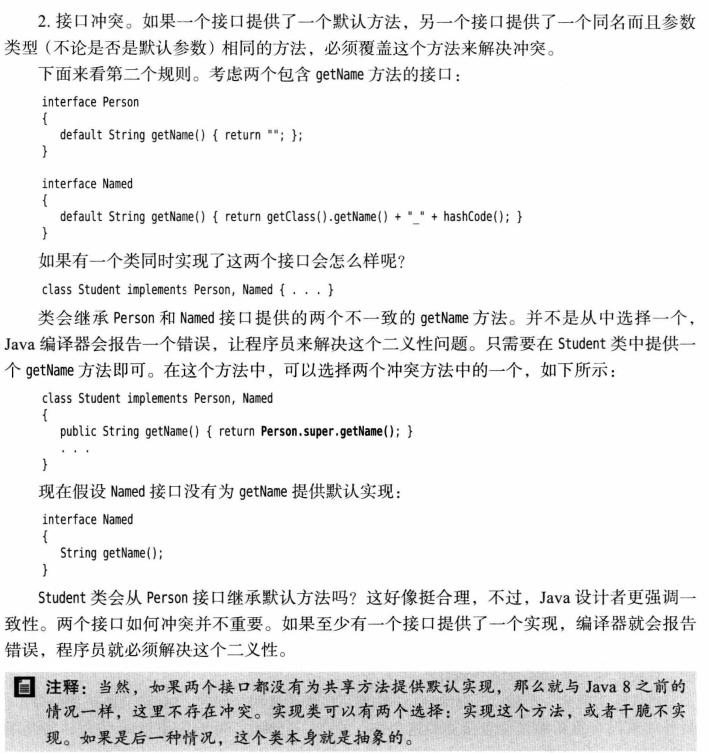 2. 接口冲突。如果一个接口提供了一个默认方法，另一个接口提供了一个同名而且参数
类型（不论是否是默认参数）相同的方法，必须覆盖这个方法来解决冲突。
下面来看第二个规则。考虑两个包含 getName 方法的接口：
interface Person
{
default String getName() { return ""; };
}
interface Named
{
default String getName() { return getClass().getName() + "_" + hashCode(); }
}
如果有一个类同时实现了这两个接口会怎么样呢？
class Student implements Person, Named { . . . }
类会继承 Person 和 Named 接口提供的两个不一致的 getName 方法。并不是从中选择一个，
Java 编译器会报告一个错误，让程序员来解决这个二义性问题。只需要在 Student 类中提供一
个 getName 方法即可。在这个方法中，可以选择两个冲突方法中的一个，如下所示：
class Student implements Person, Named
{
public String getName() { return Person.super.getName(); }
. . .
}
现在假设 Named 接口没有为 getName 提供默认实现：
interface Named
{
String getName();
}
Student 类会从 Person 接口继承默认方法吗？这好像挺合理，不过，Java 设计者更强调一
致性。两个接口如何冲突并不重要。如果至少有一个接口提供了一个实现，编译器就会报告
错误，程序员就必须解决这个二义性。
注释：当然，如果两个接口都没有为共享方法提供默认实现，那么就与 Java 8 之前的
情况一样，这里不存在冲突。实现类可以有两个选择：实现这个方法，或者干脆不实
现。如果是后一种情况，这个类本身就是抽象的。